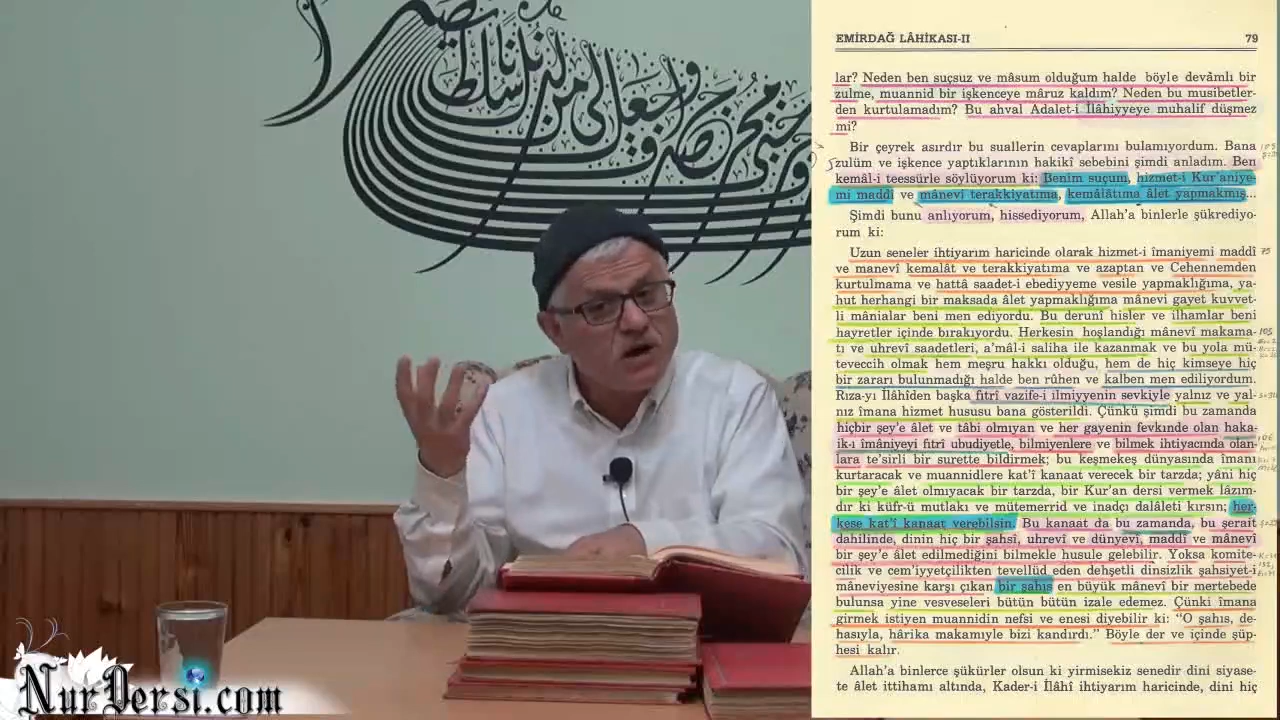 EMİRDAĞ LÂHİKASI-II 79
lar? Neden ben suçsuz ve mâsum olduğum halde böyle devâmlı bir
zulme, muannid bir işkenceye mâruz kaldım? Neden bu musibetler-
den kurtulamadım? Bu ahval Adalet-i İlâhiyyeye muhalif düşmez
mi?
Bir çeyrek asırdır bu suallerin cevaplarını bulamıyordum. Bana
zulüm ve işkence yaptıklarının hakikî sebebini şimdi anladım. Ben
kemâl-i teessürle söylüyorum ki: Benim suçum, hizmet-i Kur'aniye-
mi maddî ve mânevî terakkiyatıma, kemâlâtıma âlet yapmakmış...
Şimdi bunu anlıyorum, hissediyorum, Allah'a binlerle şükrediyo-
rum ki:
Uzun seneler ihtiyarım haricinde olarak hizmet-i îmaniyemi maddî
ve manevî kemalât ve terakkiyatıma ve azaptan ve Cehennemden
kurtulmama ve hattâ saadet-i ebediyyeme vesile yapmaklığıma, ya-
hut herhangi bir maksada âlet yapmaklığıma mânevî gayet kuvvet-
li mânialar beni men ediyordu. Bu derunî hisler ve ilhamlar beni
hayretler içinde bırakıyordu. Herkesin hoşlandığı mânevî makama-
tı ve uhrevî saadetleri, a'mâl-i saliha ile kazanmak ve bu yola mü-
teveccih olmak hem meşru hakkı olduğu, hem de hiç kimseye hiç
bir zararı bulunmadığı halde ben rûhen ve kalben men ediliyordum.
Rıza-yı İlâhîden başka fıtrî vazife-i ilmiyyenin sevkiyle yalnız ve yal-
nız îmana hizmet hususu bana gösterildi. Çünkü şimdi bu zamanda
hiçbir şey'e âlet ve tâbi olmıyan ve her gayenin fevkinde olan haka-
ik-ı îmâniyeyi fıtrî ubudiyetle, bilmiyenlere ve bilmek ihtiyacında olan-
lara te'sirli bir surette bildirmek; bu keşmekeş dünyasında îmanı
kurtaracak ve muannidlere kat'î kanaat verecek bir tarzda; yâni hiç
bir şey'e âlet olmıyacak bir tarzda, bir Kur'an dersi vermek lâzım-
dır ki küfr-ü mutlakı ve mütemerrid ve inadçı dalâleti kırsın; her-
kese kat'î kanaat verebilsin. Bu kanaat da bu zamanda, bu şerait
dahilinde, dinin hiç bir şahsî, uhrevî ve dünyevî, maddî ve mânevî
bir şey'e âlet edilmediğini bilmekle husule gelebilir. Yoksa komite-
cilik ve cem'iyyetçilikten tevellüd eden dehşetli dinsizlik şahsiyet-i
mâneviyesine karşı çıkan bir şahıs en büyük mânevî bir mertebede
bulunsa yine vesveseleri bütün bütün izale edemez. Çünki îmana
girmek istiyen muannidin nefsi ve enesi diyebilir ki: "O şahıs, de-
hasıyla, hârika makamıyle bizi kandırdı." Böyle der ve içinde şüp-
hesi kalır.
Allah'a binlerce şükürler olsun ki yirmisekiz senedir dini siyase-
te âlet ittihamı altında, Kader-i İlâhî ihtiyarım haricinde, dini hiç
NurDersi.com